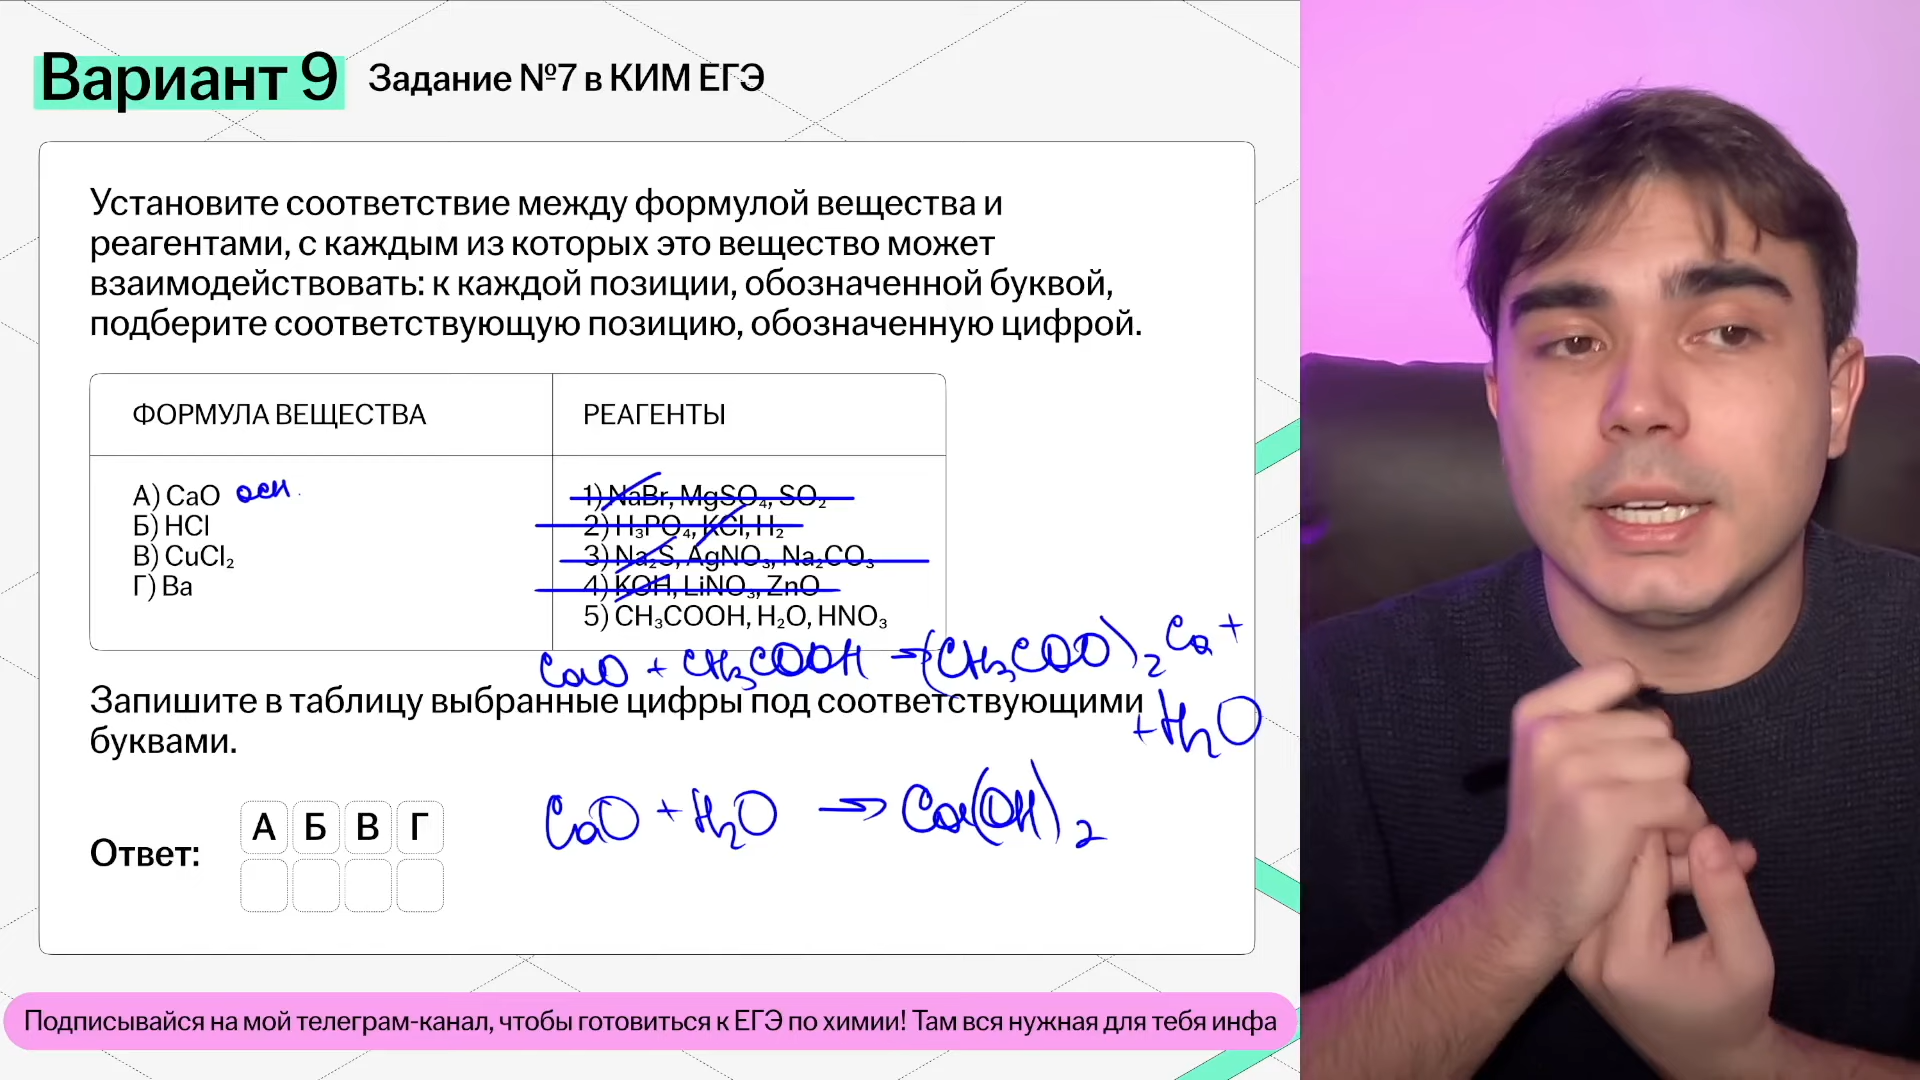 Вариант 9 Задание №7 в КИМ ЕГЭ
Установите соответствие между формулой вещества и
реагентами, с каждым из которых это вещество может
взаимодействовать: к каждой позиции, обозначенной буквой,
подберите соответствующую позицию, обозначенную цифрой.
ФОРМУЛА ВЕЩЕСТВА РЕАГЕНТЫ
А) CaO осн. 1) NaBr, MgSO₄, SO₂
Б) HCl 2) H₃PO₄, KCl, H₂
В) CuCl₂ 3) Na₂S, AgNO₃, Na₂CO₃
Г) Ba 4) KOH, LiNO₃, ZnO
5) CH₃COOH, H₂O, HNO₃
CaO + CH₃COOH → (CH₃COO)₂Ca +
+ H₂O
Запишите в таблицу выбранные цифры под соответствующими
буквами.
CaO + H₂O → Ca(OH)₂
А Б В Г
Ответ:
Подписывайся на мой телеграм-канал, чтобы готовиться к ЕГЭ по химии! Там вся нужная для тебя инфа